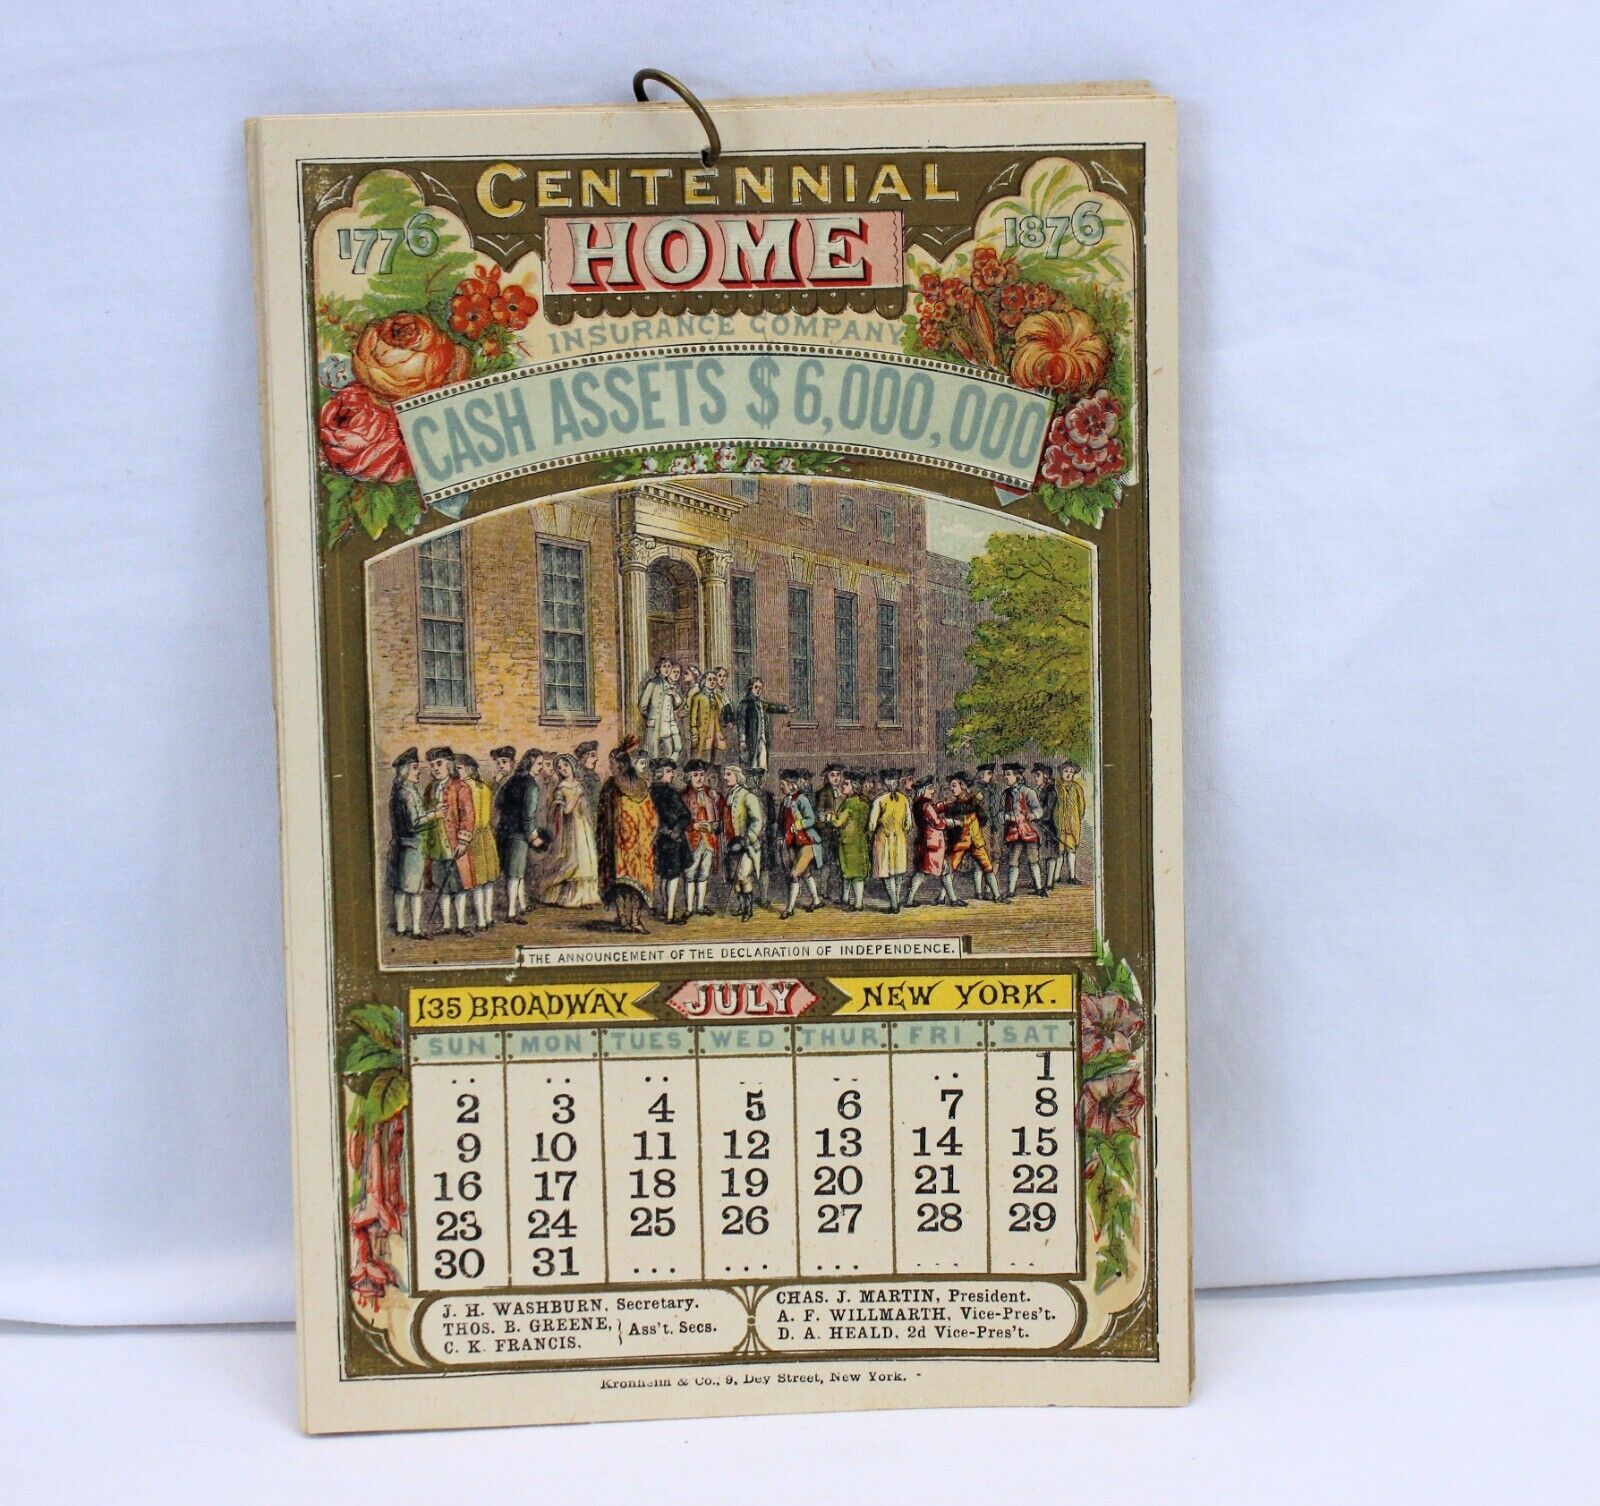 CENTENNIAL
1776 HOME 1876
INSURANCE COMPANY
CASH ASSETS $6,000,000
THE ANNOUNCEMENT OF THE DECLARATION OF INDEPENDENCE.
135 BROADWAY JULY NEW YORK.
SUN MON TUES WED THUR FRI SAT
.. .. .. .. .. .. 1
2 3 4 5 6 7 8
9 10 11 12 13 14 15
16 17 18 19 20 21 22
23 24 25 26 27 28 29
30 31 ... ... ... ... ..
J. H. WASHBURN, Secretary.
THOS. B. GREENE, } Ass't. Secs.
C. K. FRANCIS,
CHAS. J. MARTIN, President.
A. F. WILLMARTH, Vice-Pres't.
D. A. HEALD, 2d Vice-Pres't.
Kronheim & Co., 9, Dey Street, New York.